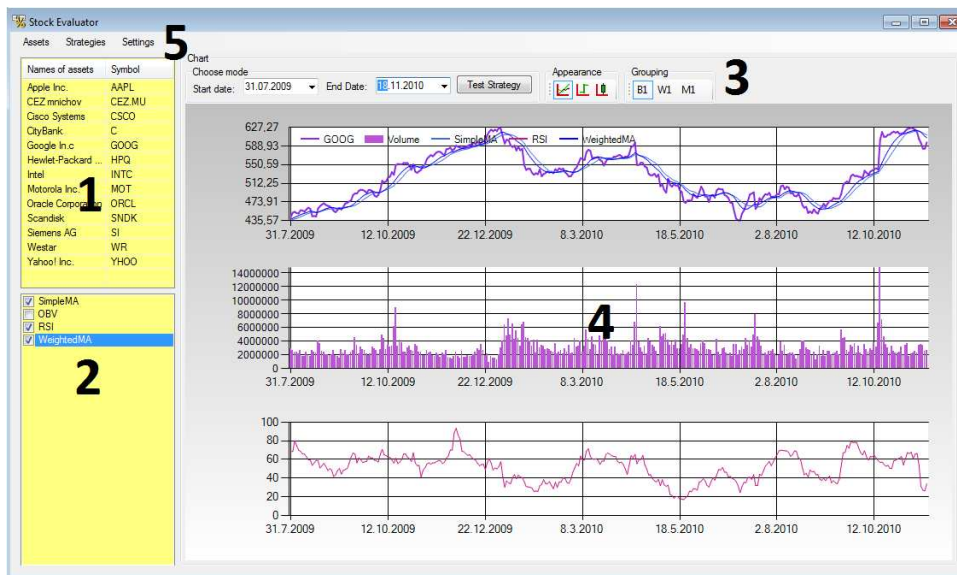 Stock Evaluator
Assets Strategies Settings
5
Names of assets Symbol
Apple Inc. AAPL
CEZ mnichov CEZ.MU
Cisco Systems CSCO
CityBank C
Google In.c GOOG
Hewlet-Packard ... HPQ
Intel INTC
Motorola Inc. MOT
Oracle Corporation ORCL
Scandisk SNDK
Siemens AG SI
Westar WR
Yahoo! Inc. YHOO
1
SimpleMA
OBV
RSI
WeightedMA
2
Chart
Choose mode
Start date: 31.07.2009 End Date: 18.11.2010 Test Strategy
Appearance
Grouping
B1 W1 M1
3
GOOG Volume SimpleMA RSI WeightedMA
627,27
588,93
550,59
512,25
473,91
435,57
31.7.2009 12.10.2009 22.12.2009 8.3.2010 18.5.2010 2.8.2010 12.10.2010
14000000
12000000
10000000
8000000
6000000
4000000
2000000
0
4
31.7.2009 12.10.2009 22.12.2009 8.3.2010 18.5.2010 2.8.2010 12.10.2010
100
80
60
40
20
0
31.7.2009 12.10.2009 22.12.2009 8.3.2010 18.5.2010 2.8.2010 12.10.2010